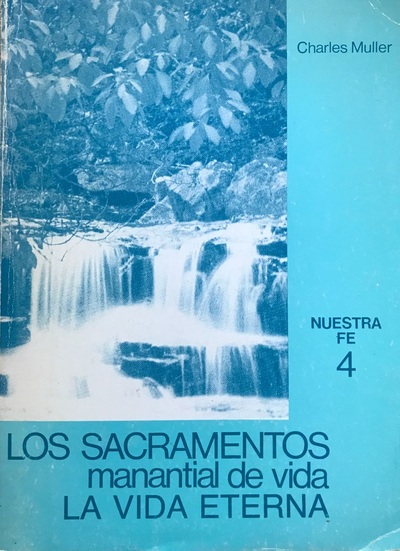 Charles Muller
NUESTRA
FE
4
LOS SACRAMENTOS
manantial de vida
LA VIDA ETERNA